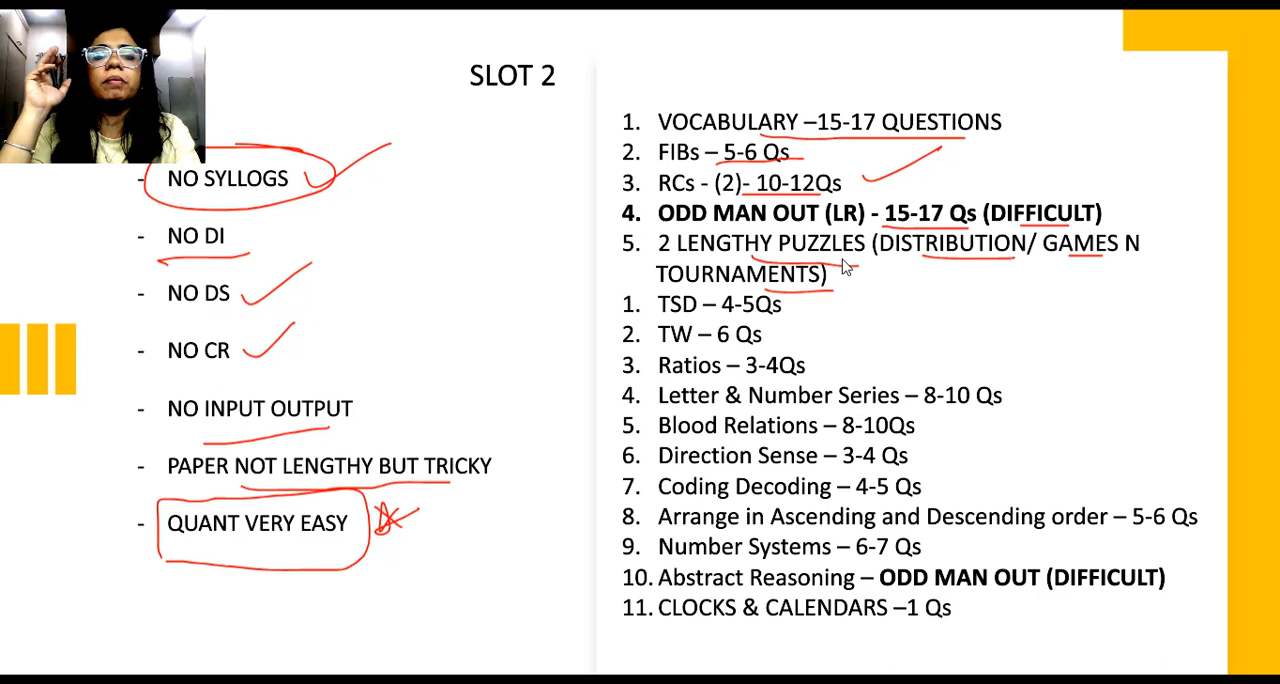 SLOT 2
- NO SYLLOGS
- NO DI
- NO DS
- NO CR
- NO INPUT OUTPUT
- PAPER NOT LENGTHY BUT TRICKY
- QUANT VERY EASY
1. VOCABULARY –15-17 QUESTIONS
2. FIBs – 5-6 Qs
3. RCs - (2)- 10-12Qs
4. ODD MAN OUT (LR) - 15-17 Qs (DIFFICULT)
5. 2 LENGTHY PUZZLES (DISTRIBUTION/ GAMES N
TOURNAMENTS)
1. TSD – 4-5Qs
2. TW – 6 Qs
3. Ratios – 3-4Qs
4. Letter & Number Series – 8-10 Qs
5. Blood Relations – 8-10Qs
6. Direction Sense – 3-4 Qs
7. Coding Decoding – 4-5 Qs
8. Arrange in Ascending and Descending order – 5-6 Qs
9. Number Systems – 6-7 Qs
10. Abstract Reasoning – ODD MAN OUT (DIFFICULT)
11. CLOCKS & CALENDARS –1 Qs